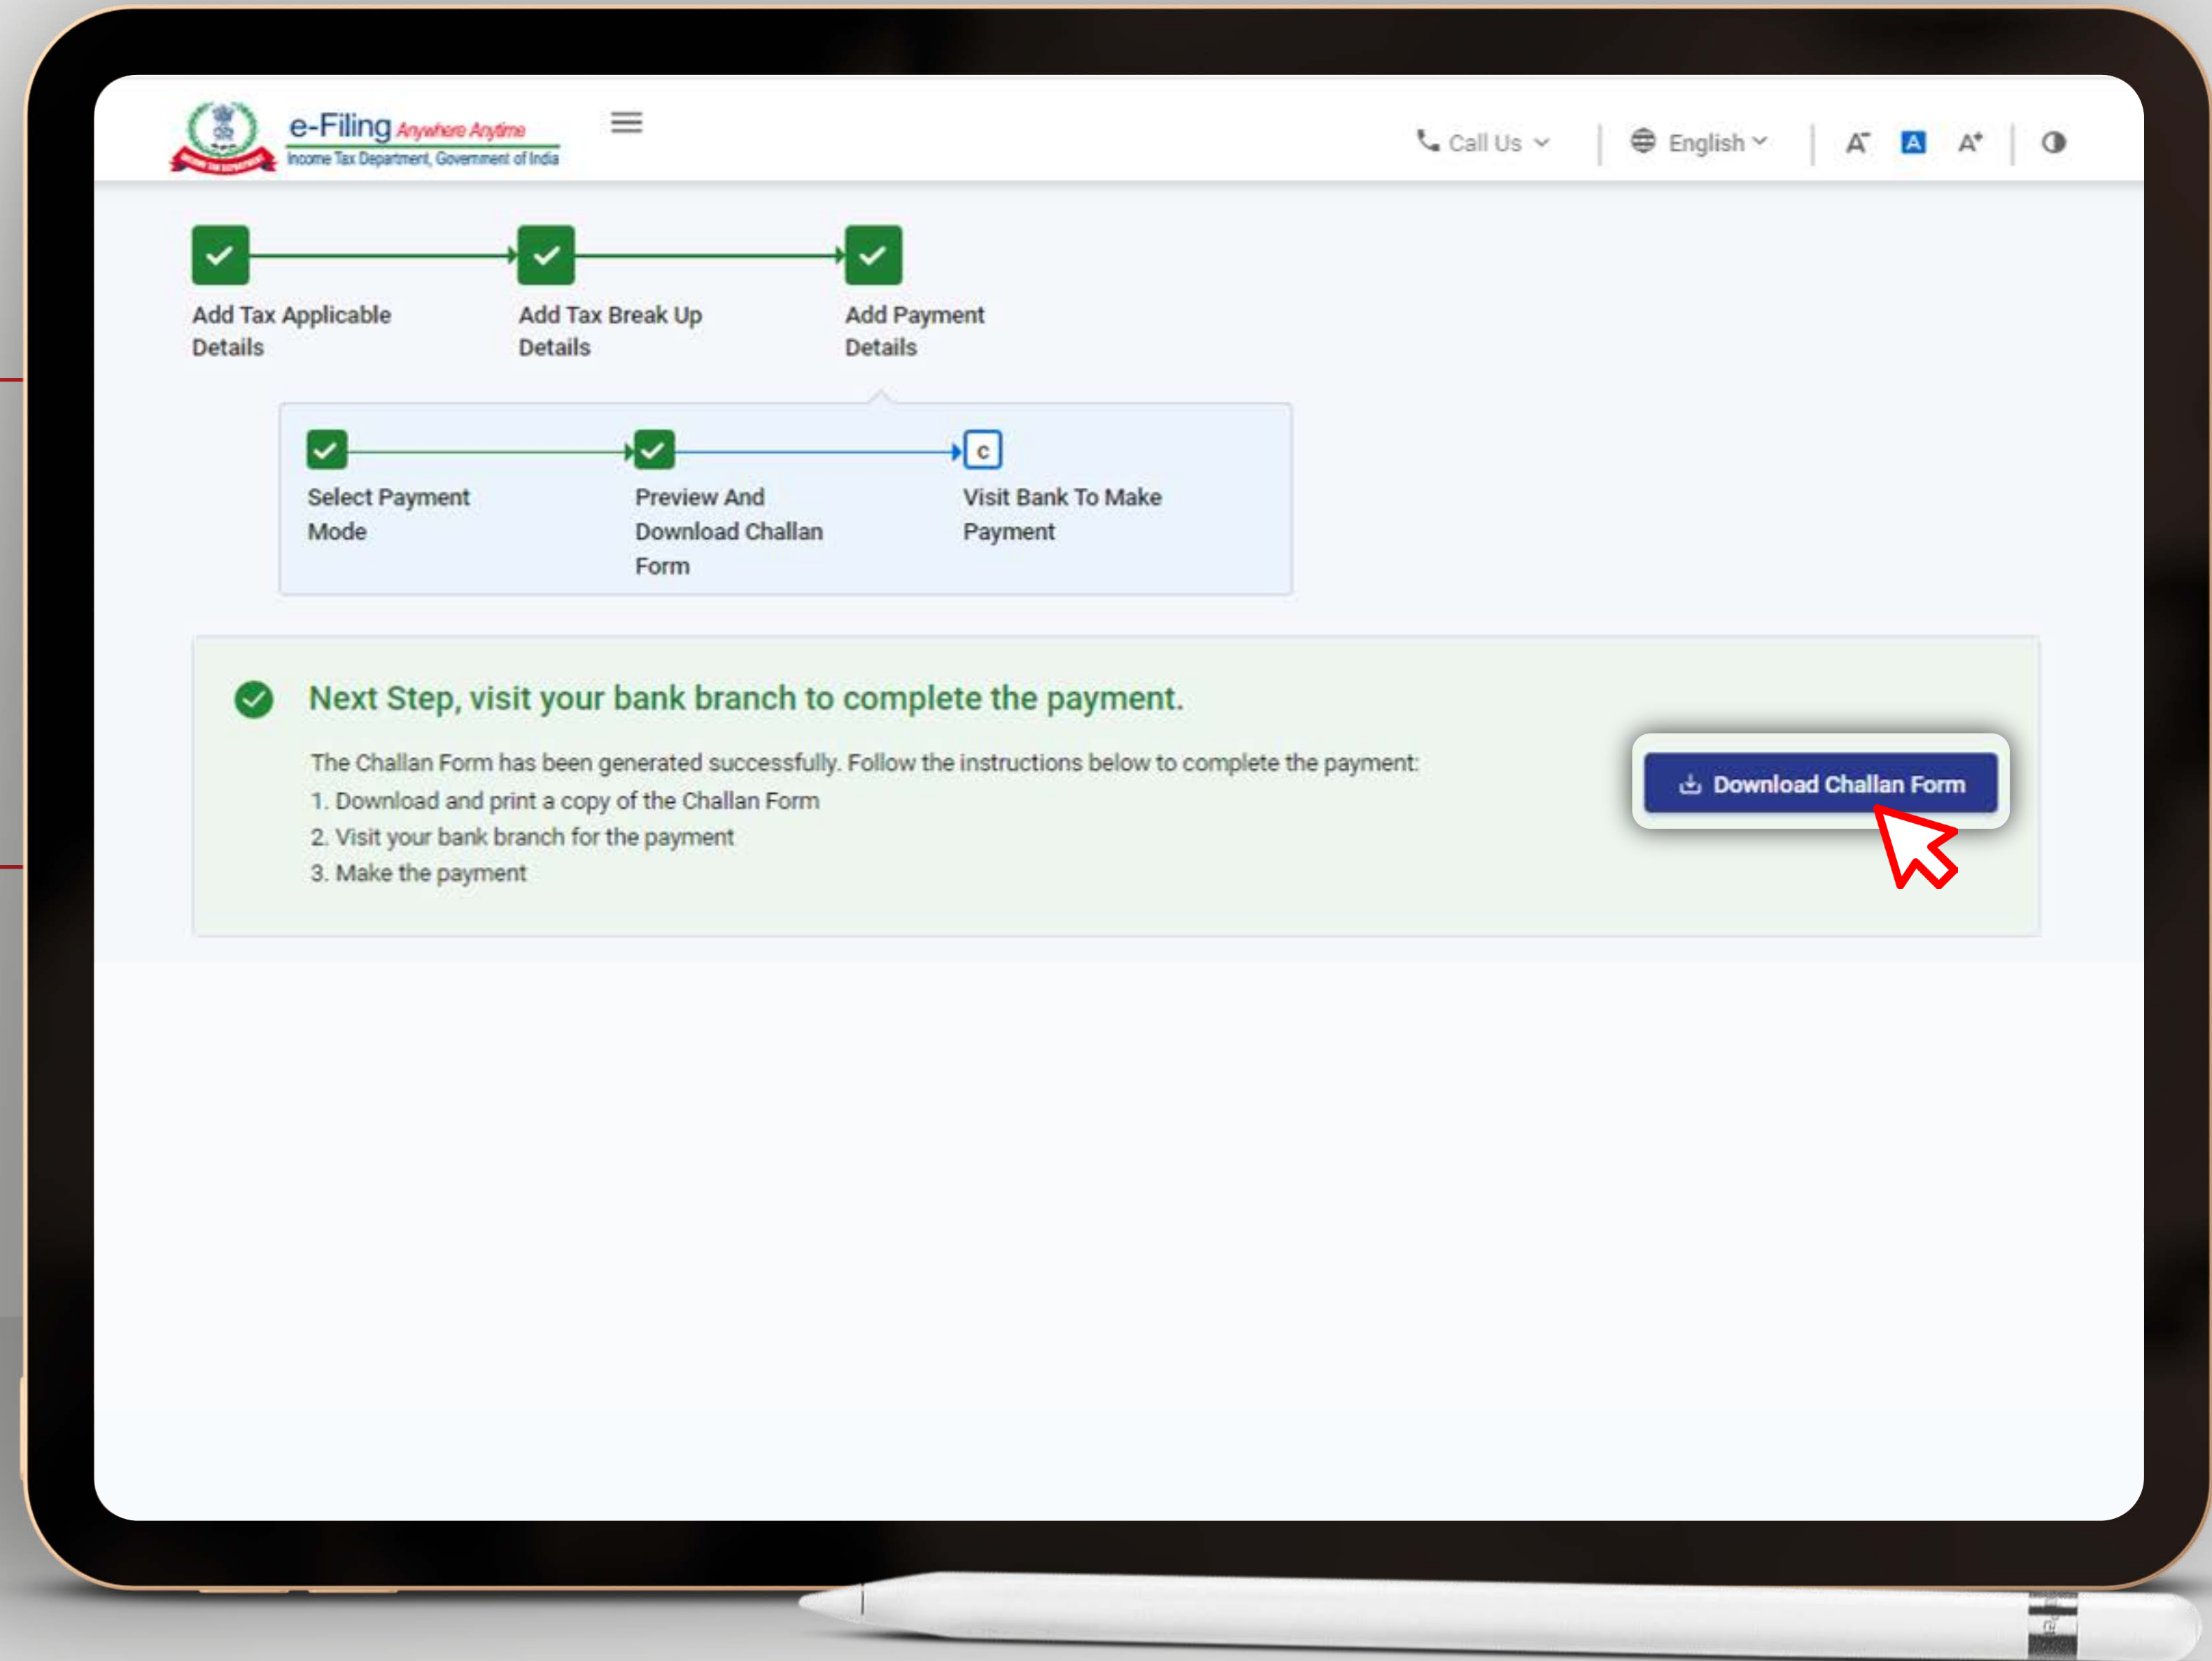 e-Filing Anywhere Anytime
Income Tax Department, Government of India
Call Us
English
A- A A+
Add Tax Applicable
Details
Add Tax Break Up
Details
Add Payment
Details
c
Select Payment
Mode
Preview And
Download Challan
Form
Visit Bank To Make
Payment
Next Step, visit your bank branch to complete the payment.
The Challan Form has been generated successfully. Follow the instructions below to complete the payment:
1. Download and print a copy of the Challan Form
2. Visit your bank branch for the payment
3. Make the payment
Download Challan Form